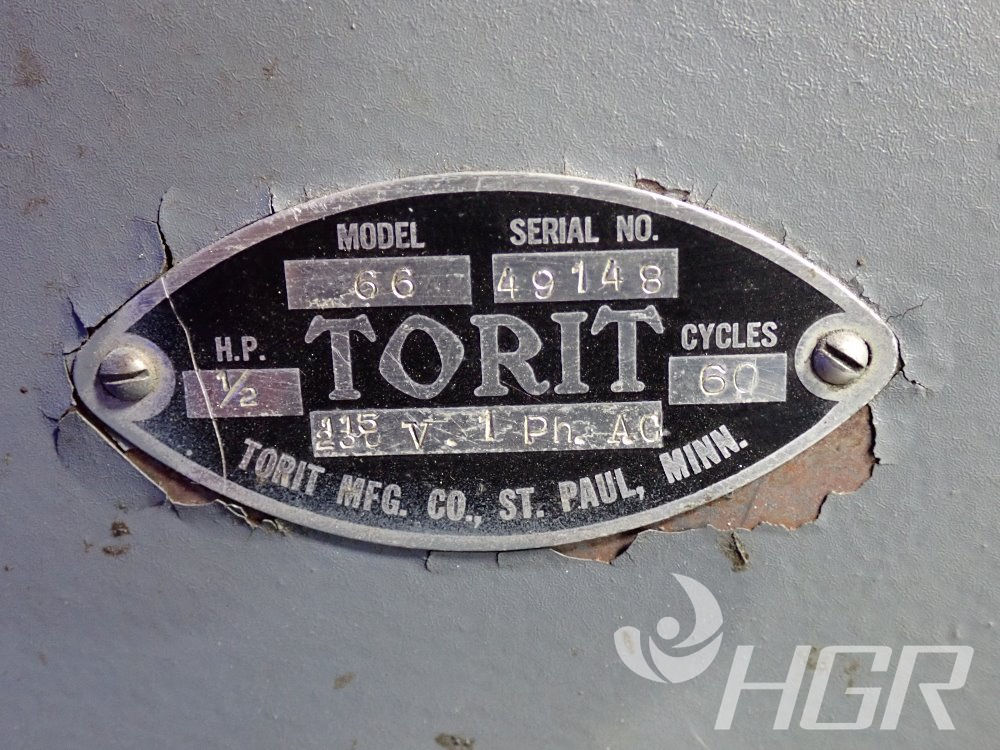 MODEL SERIAL NO.
66 49148
H.P. TORIT CYCLES
1/2 60
115
230 V. 1 Ph. AC
TORIT MFG. CO., ST. PAUL, MINN.
HGR